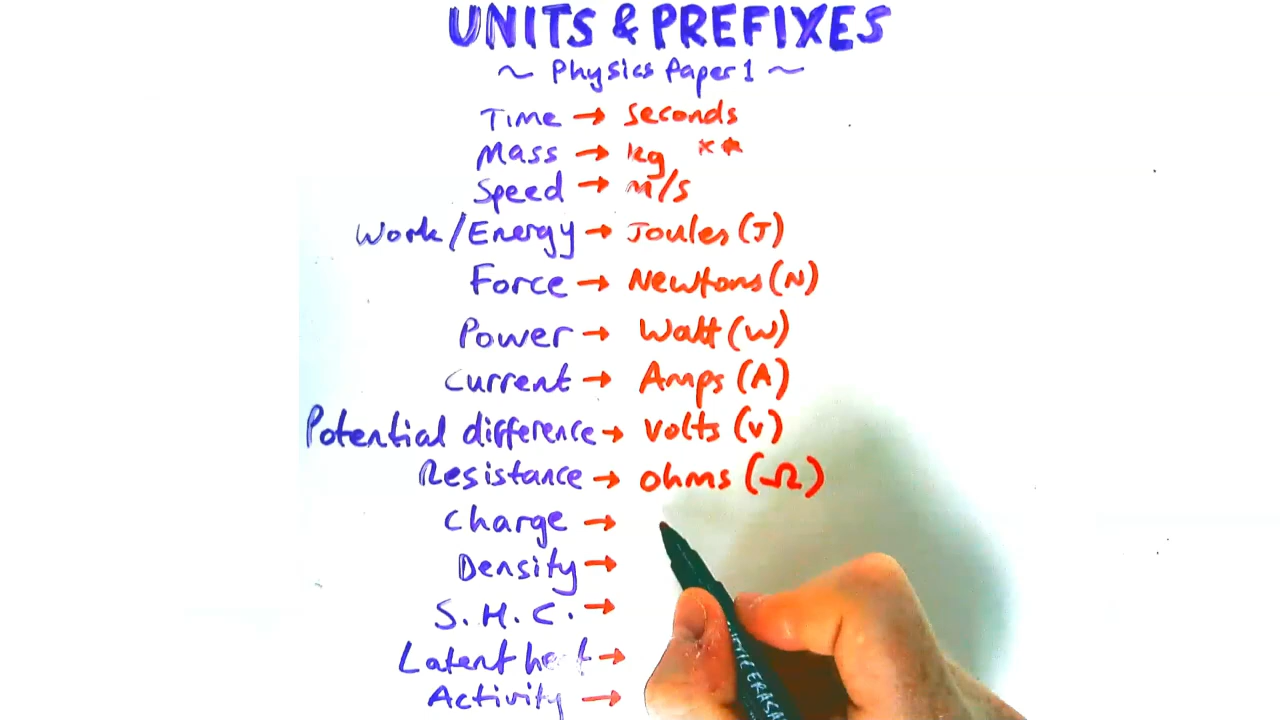 UNITS & PREFIXES
~ Physics Paper 1 ~
Time → Seconds
Mass → kg **
Speed → m/s
Work/Energy → Joules (J)
Force → Newtons (N)
Power → Watt (W)
Current → Amps (A)
Potential difference → Volts (V)
Resistance → ohms (Ω)
Charge →
Density →
S.H.C. →
Latent heat →
Activity →